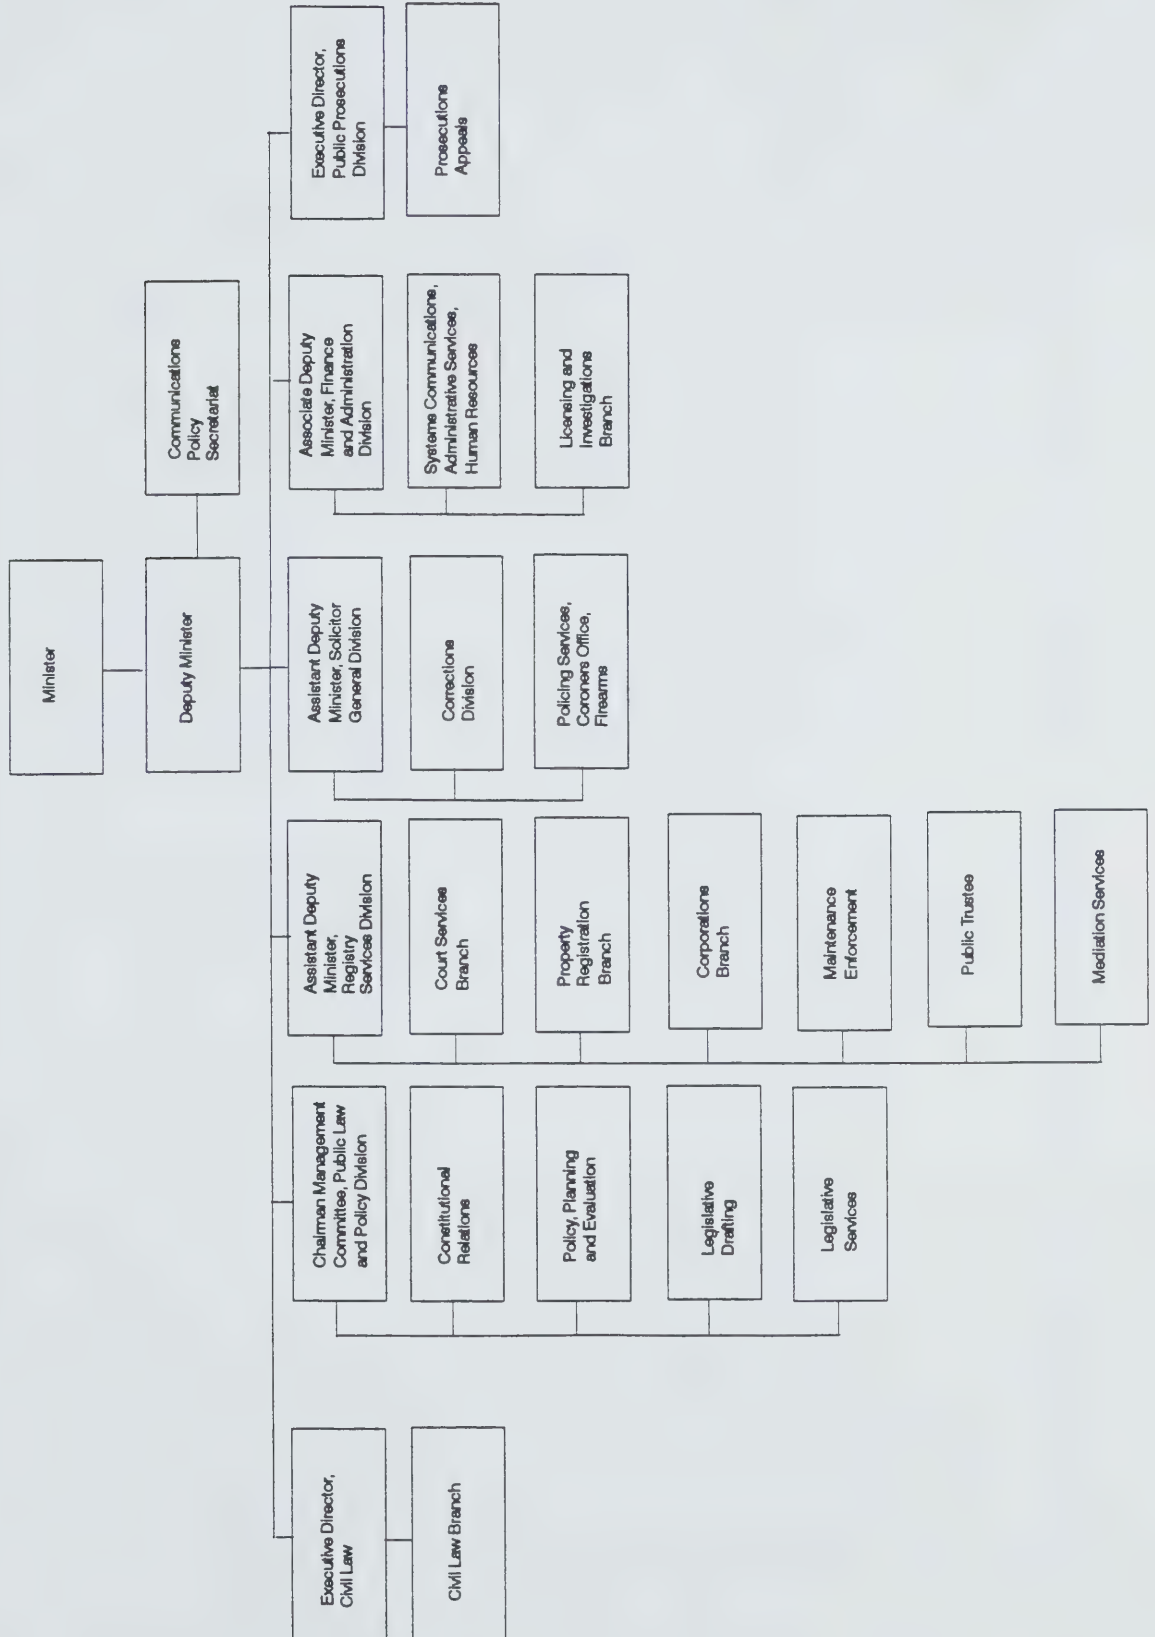 Minister
Deputy Minister
Communications
Policy
Secretariat
Executive Director,
Civil Law
Civil Law Branch
Chairman Management
Committee, Public Law
and Policy Division
Constitutional
Relations
Policy, Planning
and Evaluation
Legislative
Drafting
Legislative
Services
Assistant Deputy
Minister,
Registry
Services Division
Court Services
Branch
Property
Registration
Branch
Corporations
Branch
Maintenance
Enforcement
Public Trustee
Mediation Services
Assistant Deputy
Minister, Solicitor
General Division
Corrections
Division
Policing Services,
Coroners Office,
Firearms
Associate Deputy
Minister, Finance
and Administration
Division
Systems Communications,
Administrative Services,
Human Resources
Licensing and
Investigations
Branch
Executive Director,
Public Prosecutions
Division
Prosecutions
Appeals